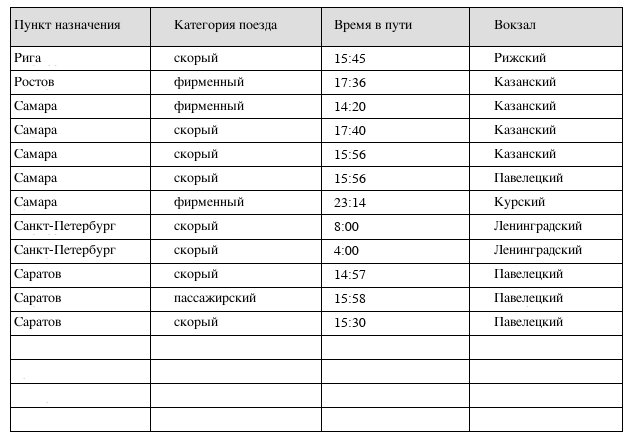 Пункт назначения Категория поезда Время в пути Вокзал
Рига скорый 15:45 Рижский
Ростов фирменный 17:36 Казанский
Самара фирменный 14:20 Казанский
Самара скорый 17:40 Казанский
Самара скорый 15:56 Казанский
Самара скорый 15:56 Павелецкий
Самара фирменный 23:14 Курский
Санкт-Петербург скорый 8:00 Ленинградский
Санкт-Петербург скорый 4:00 Ленинградский
Саратов скорый 14:57 Павелецкий
Саратов пассажирский 15:58 Павелецкий
Саратов скорый 15:30 Павелецкий